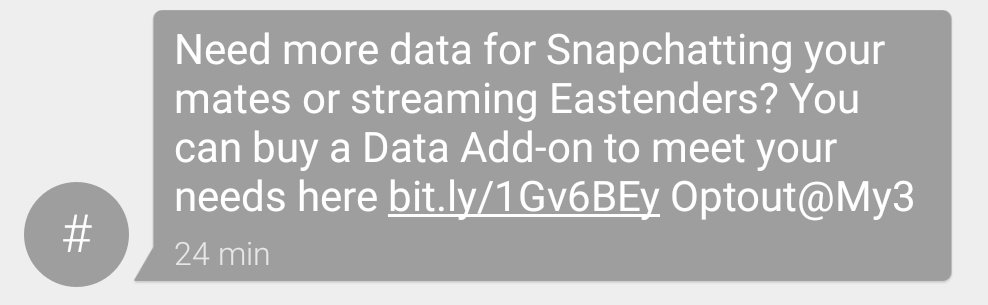 Need more data for Snapchatting your
mates or streaming Eastenders? You
can buy a Data Add-on to meet your
needs here bit.ly/1Gv6BEy Optout@My3
#
24 min